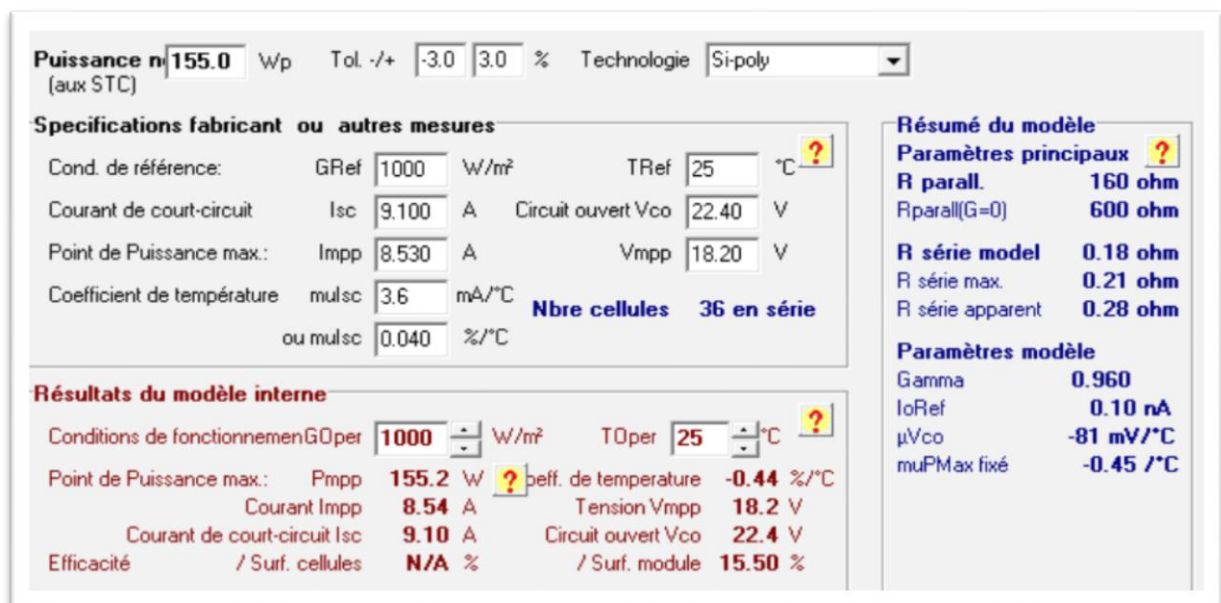 Puissance n 155.0 Wp Tol. -/+ -3.0 3.0 % Technologie Si-poly
(aux STC)
Specifications fabricant ou autres mesures
Cond. de référence: GRef 1000 W/m² TRef 25 °C ?
Courant de court-circuit Isc 9.100 A Circuit ouvert Vco 22.40 V
Point de Puissance max.: Impp 8.530 A Vmpp 18.20 V
Coefficient de température muIsc 3.6 mA/°C Nbre cellules 36 en série
ou muIsc 0.040 %/°C
Résultats du modèle interne
Conditions de fonctionnemen GOper 1000 W/m² TOper 25 °C ?
Point de Puissance max.: Pmpp 155.2 W ? oeff. de temperature -0.44 %/°C
Courant Impp 8.54 A Tension Vmpp 18.2 V
Courant de court-circuit Isc 9.10 A Circuit ouvert Vco 22.4 V
Efficacité / Surf. cellules N/A % / Surf. module 15.50 %
Résumé du modèle
Paramètres principaux ?
R parall. 160 ohm
Rparall(G=0) 600 ohm
R série model 0.18 ohm
R série max. 0.21 ohm
R série apparent 0.28 ohm
Paramètres modèle
Gamma 0.960
IoRef 0.10 nA
µVco -81 mV/°C
muPMax fixé -0.45 /°C